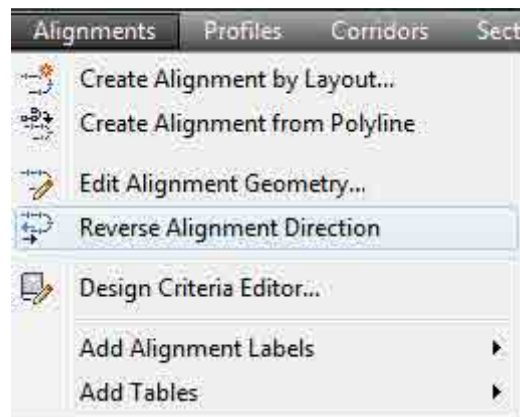 Alignments Profiles Corridors Sect
Create Alignment by Layout...
Create Alignment from Polyline
Edit Alignment Geometry...
Reverse Alignment Direction
Design Criteria Editor...
Add Alignment Labels
Add Tables